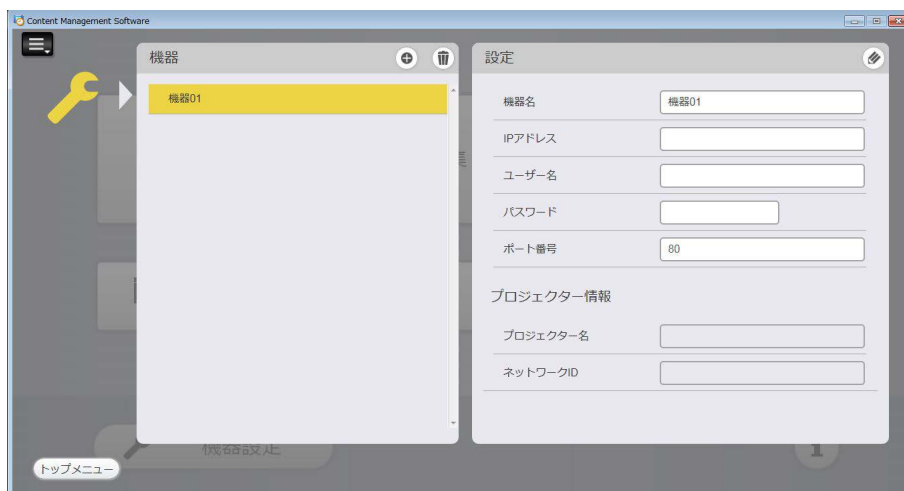 Content Management Software
機器
設定
機器01
機器名
機器01
IPアドレス
ユーザー名
パスワード
ポート番号
80
プロジェクター情報
プロジェクター名
ネットワークID
機器設定
トップメニュー